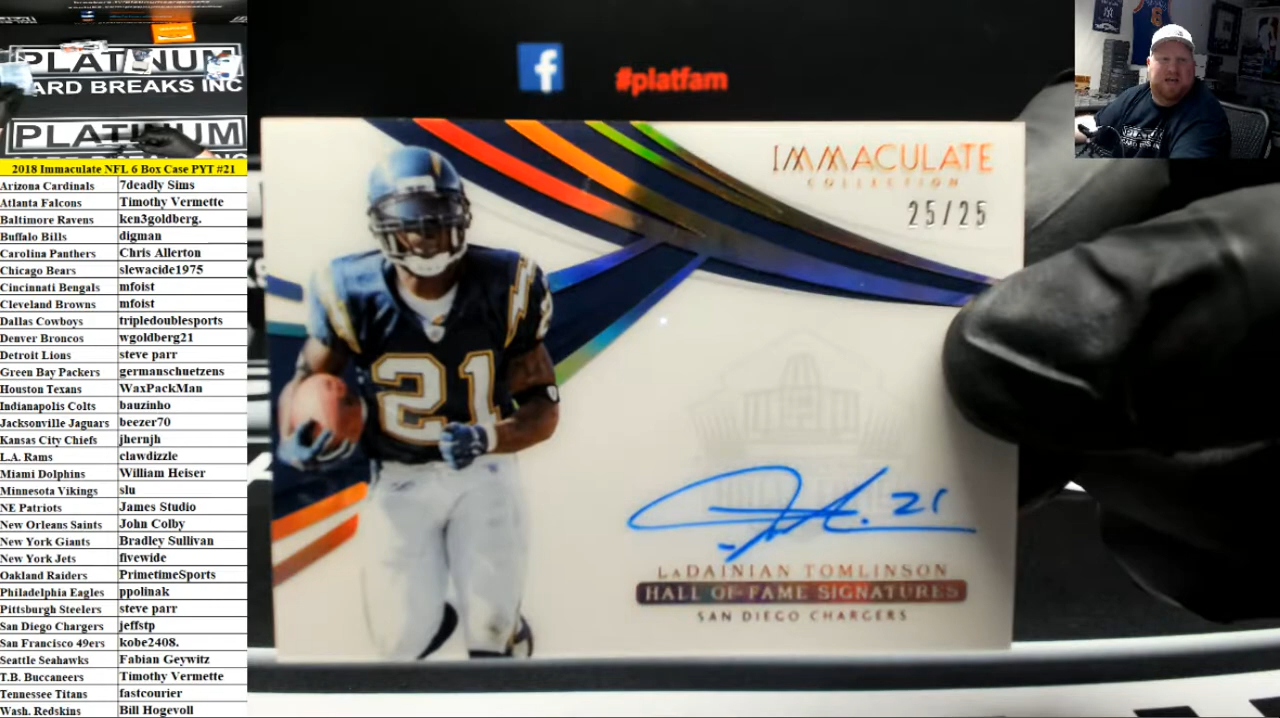 PLATINUM
CARD BREAKS INC
PLATINUM
2018 Immaculate NFL 6 Box Case PYT #21
Arizona Cardinals 7deadly Sims
Atlanta Falcons Timothy Vermette
Baltimore Ravens ken3goldberg.
Buffalo Bills digman
Carolina Panthers Chris Allerton
Chicago Bears slewacide1975
Cincinnati Bengals mfoist
Cleveland Browns mfoist
Dallas Cowboys tripledoublesports
Denver Broncos wgoldberg21
Detroit Lions steve parr
Green Bay Packers germanschuetzens
Houston Texans WaxPackMan
Indianapolis Colts bauzinho
Jacksonville Jaguars beezer70
Kansas City Chiefs jhernjh
L.A. Rams clawdizzle
Miami Dolphins William Heiser
Minnesota Vikings slu
NE Patriots James Studio
New Orleans Saints John Colby
New York Giants Bradley Sullivan
New York Jets fivewide
Oakland Raiders PrimetimeSports
Philadelphia Eagles ppolinak
Pittsburgh Steelers steve parr
San Diego Chargers jeffstp
San Francisco 49ers kobe2408.
Seattle Seahawks Fabian Geywitz
T.B. Buccaneers Timothy Vermette
Tennessee Titans fastcourier
Wash. Redskins Bill Hogevoll
f #platfam
IMMACULATE
COLLECTION
25/25
21
21
21
LADAINIAN TOMLINSON
HALL OF FAME SIGNATURES
SAN DIEGO CHARGERS